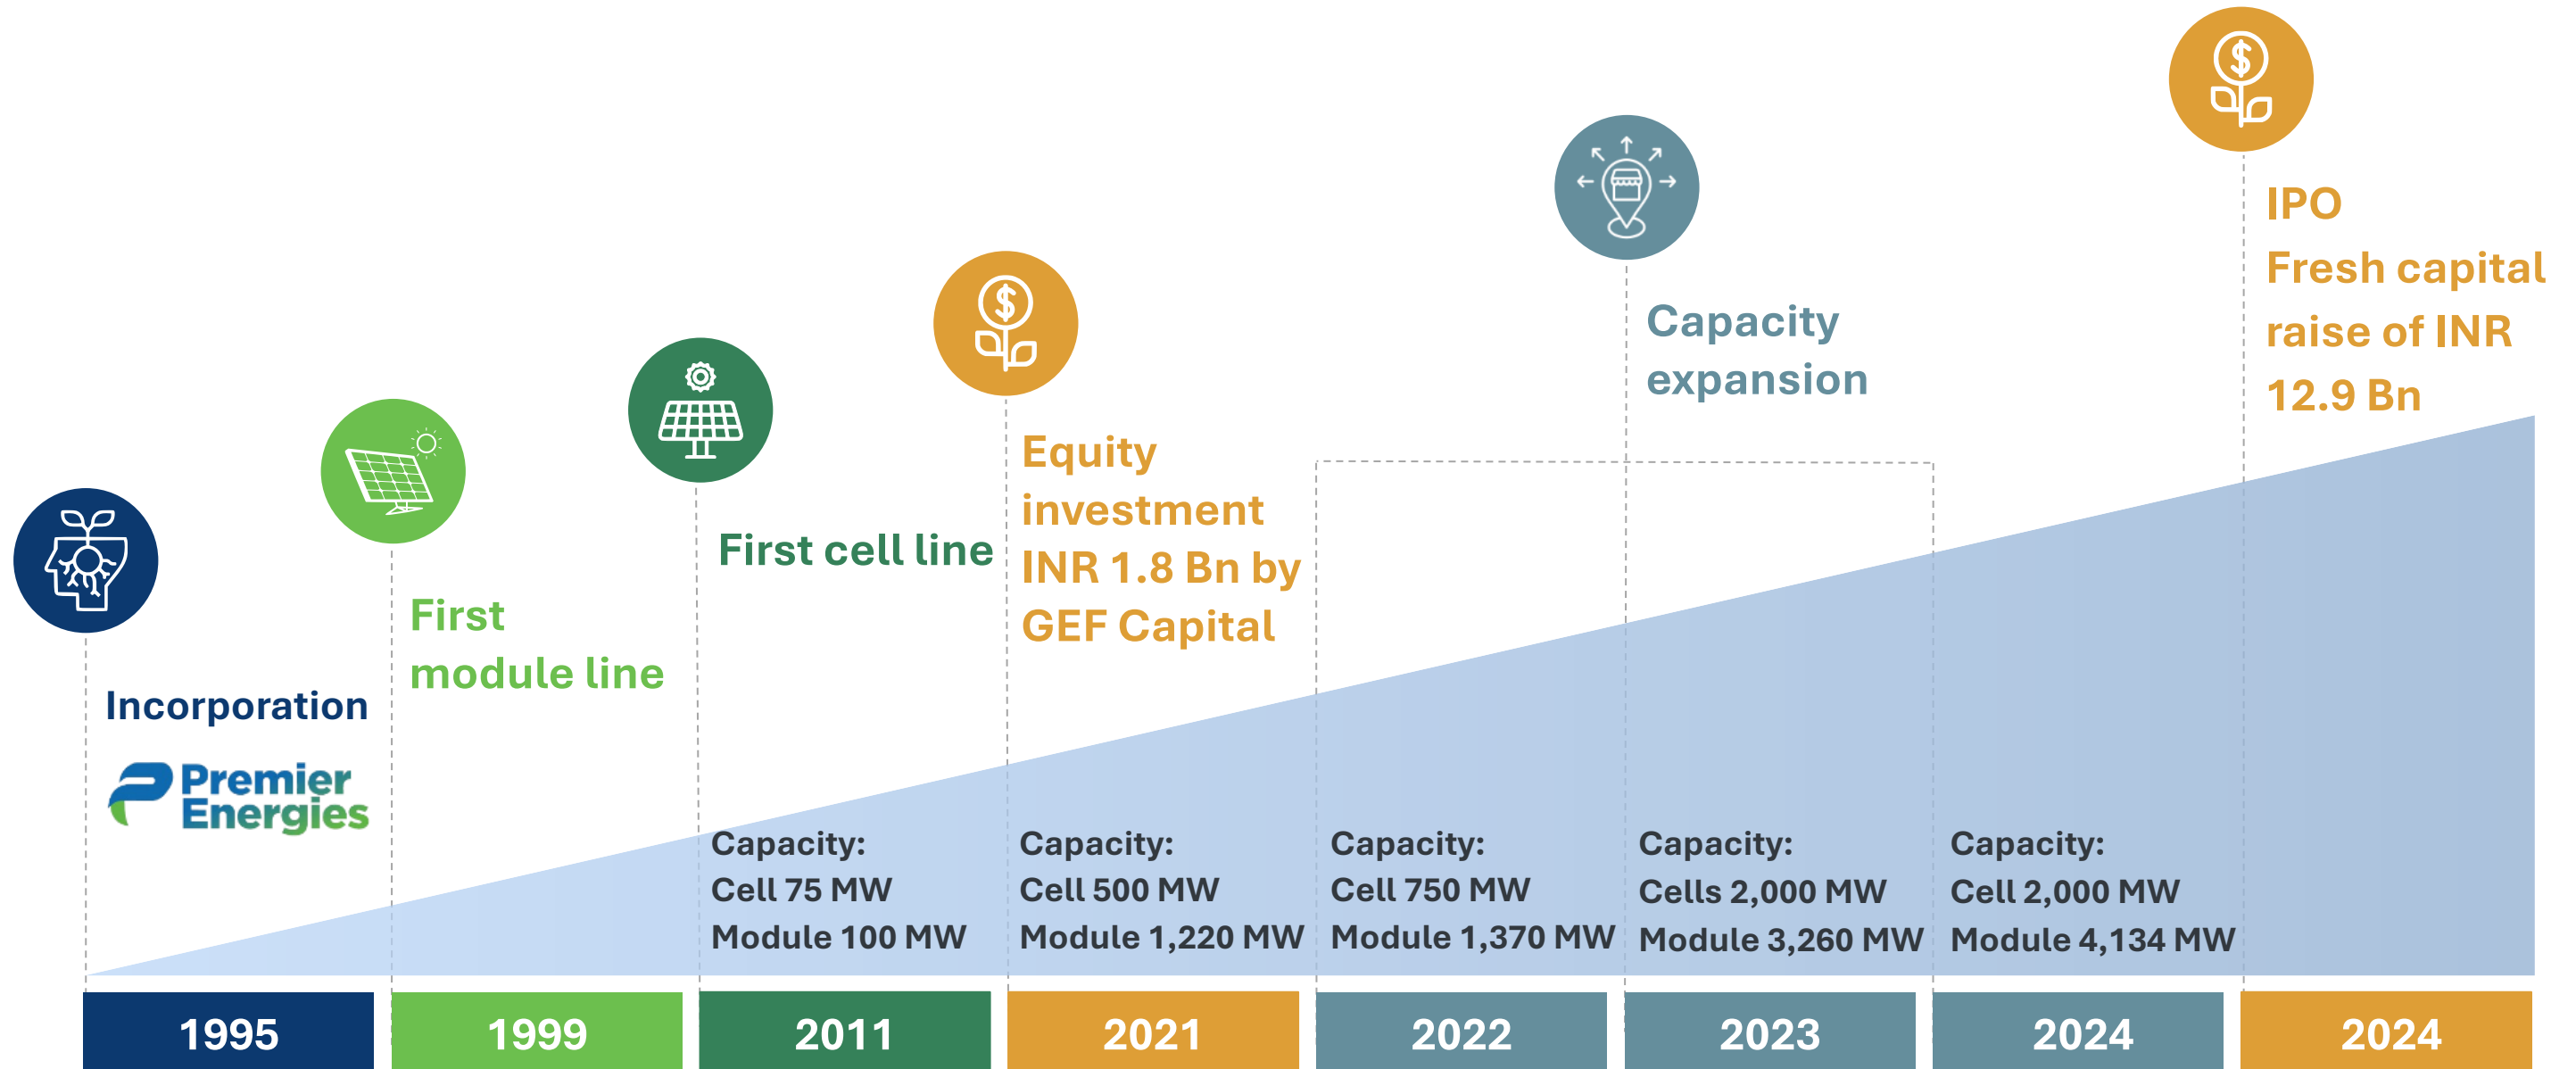 Incorporation
Premier
Energies
1995
First
module line
1999
First cell line
Capacity:
Cell 75 MW
Module 100 MW
2011
Equity
investment
INR 1.8 Bn by
GEF Capital
Capacity:
Cell 500 MW
Module 1,220 MW
2021
Capacity
expansion
Capacity:
Cell 750 MW
Module 1,370 MW
2022
Capacity:
Cells 2,000 MW
Module 3,260 MW
2023
Capacity:
Cell 2,000 MW
Module 4,134 MW
2024
IPO
Fresh capital
raise of INR
12.9 Bn
2024